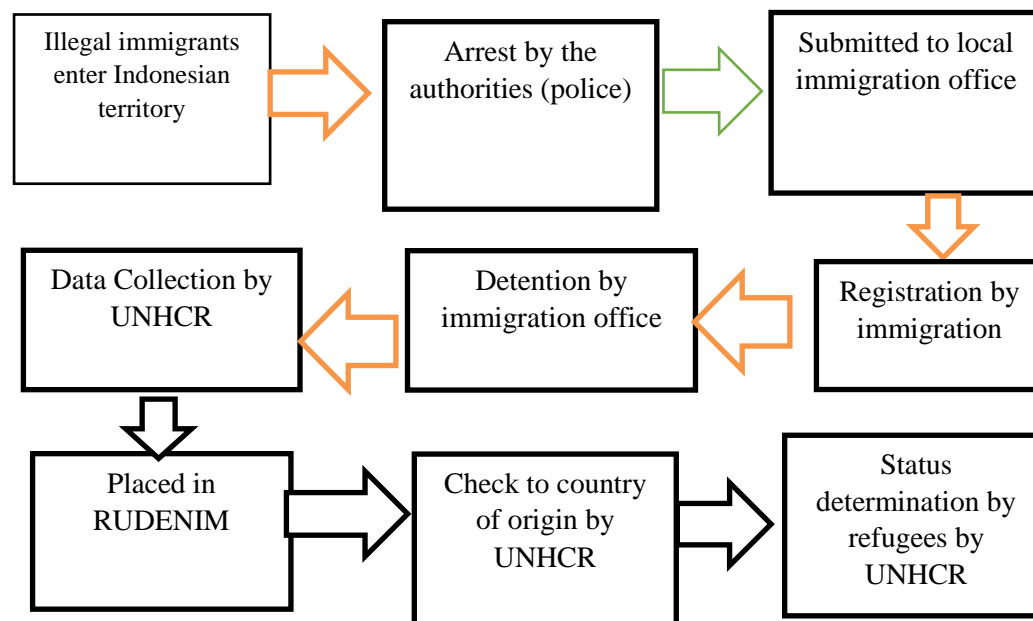 Illegal immigrants
enter Indonesian
territory
Arrest by the
authorities (police)
Submitted to local
immigration office
Registration by
immigration
Detention by
immigration office
Data Collection by
UNHCR
Placed in
RUDENIM
Check to country
of origin by
UNHCR
Status
determination by
refugees by
UNHCR